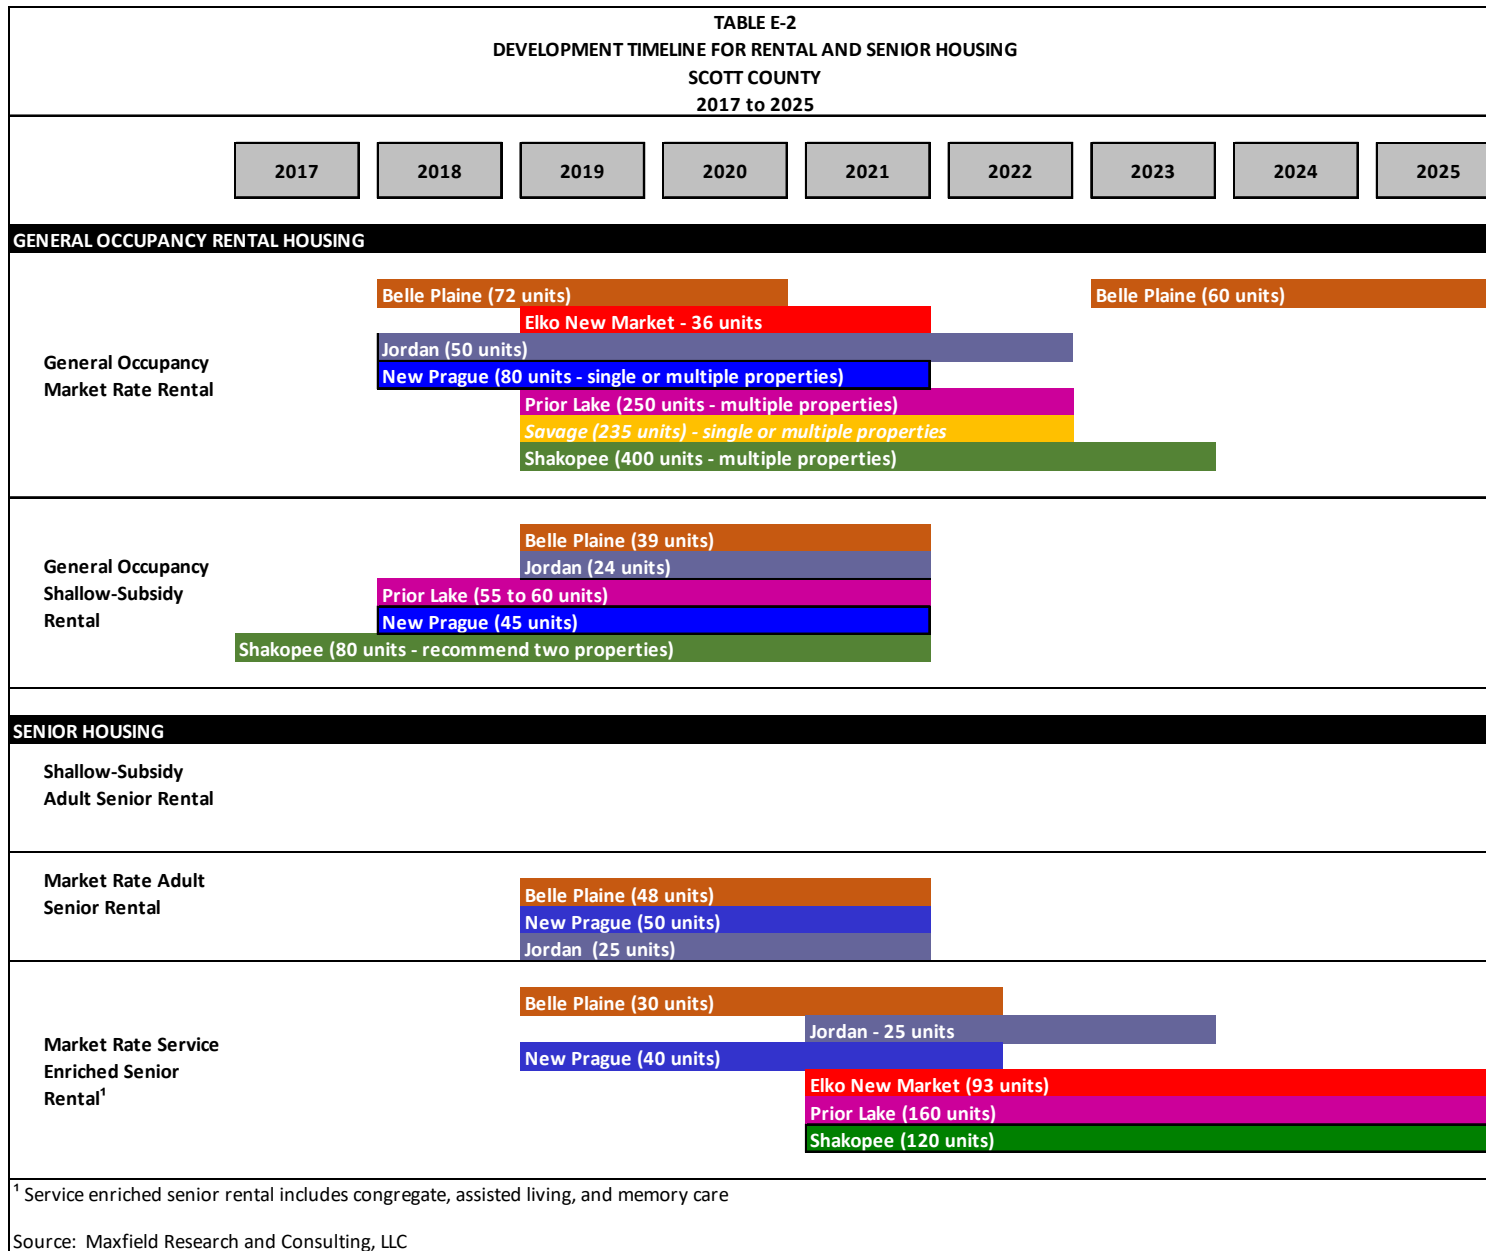 TABLE E-2
DEVELOPMENT TIMELINE FOR RENTAL AND SENIOR HOUSING
SCOTT COUNTY
2017 to 2025
2017 2018 2019 2020 2021 2022 2023 2024 2025
GENERAL OCCUPANCY RENTAL HOUSING
General Occupancy
Market Rate Rental
Belle Plaine (72 units) Belle Plaine (60 units)
Elko New Market - 36 units
Jordan (50 units)
New Prague (80 units - single or multiple properties)
Prior Lake (250 units - multiple properties)
Savage (235 units) - single or multiple properties
Shakopee (400 units - multiple properties)
General Occupancy
Shallow-Subsidy
Rental
Belle Plaine (39 units)
Jordan (24 units)
Prior Lake (55 to 60 units)
New Prague (45 units)
Shakopee (80 units - recommend two properties)
SENIOR HOUSING
Shallow-Subsidy
Adult Senior Rental
Market Rate Adult
Senior Rental
Belle Plaine (48 units)
New Prague (50 units)
Jordan (25 units)
Market Rate Service
Enriched Senior
Rental¹
Belle Plaine (30 units)
Jordan - 25 units
New Prague (40 units)
Elko New Market (93 units)
Prior Lake (160 units)
Shakopee (120 units)
¹ Service enriched senior rental includes congregate, assisted living, and memory care
Source: Maxfield Research and Consulting, LLC